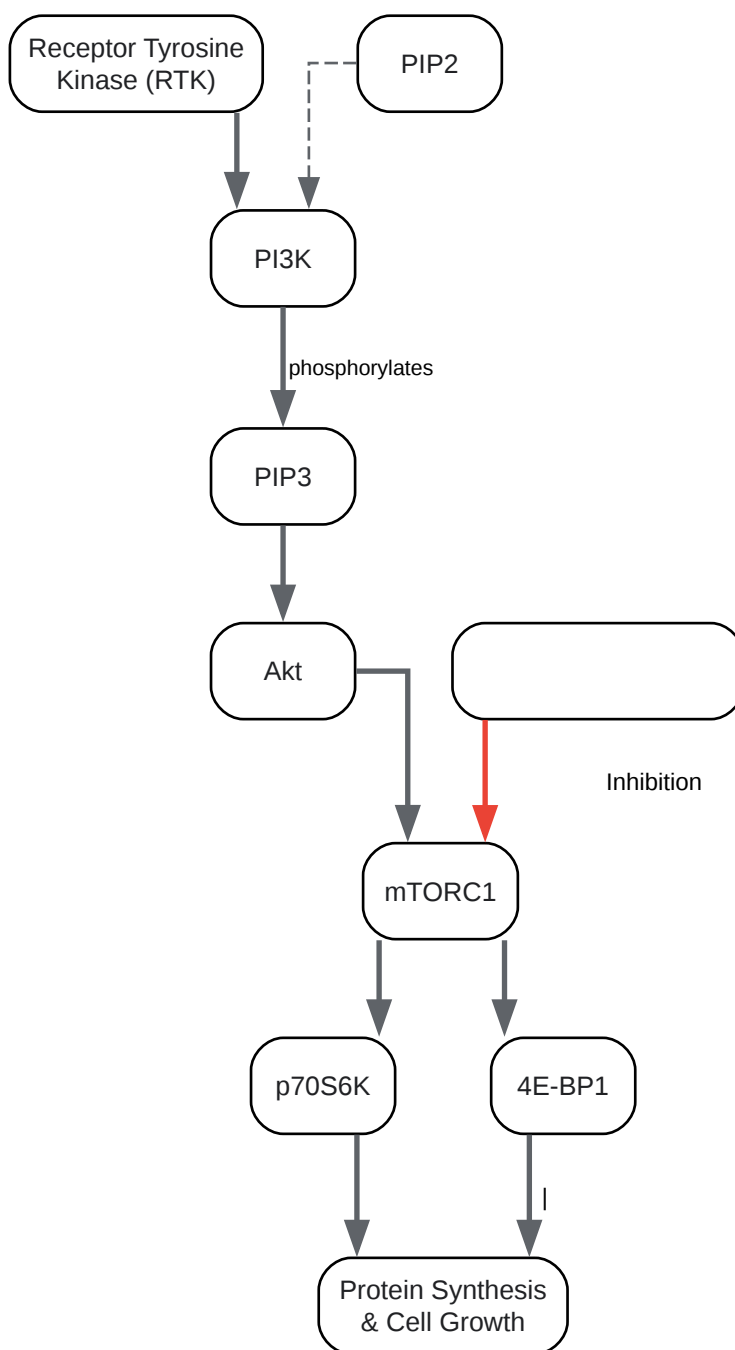 Receptor Tyrosine
Kinase (RTK)
PIP2
PI3K
phosphorylates
PIP3
Akt
Inhibition
mTORC1
p70S6K
4E-BP1
|
Protein Synthesis
& Cell Growth